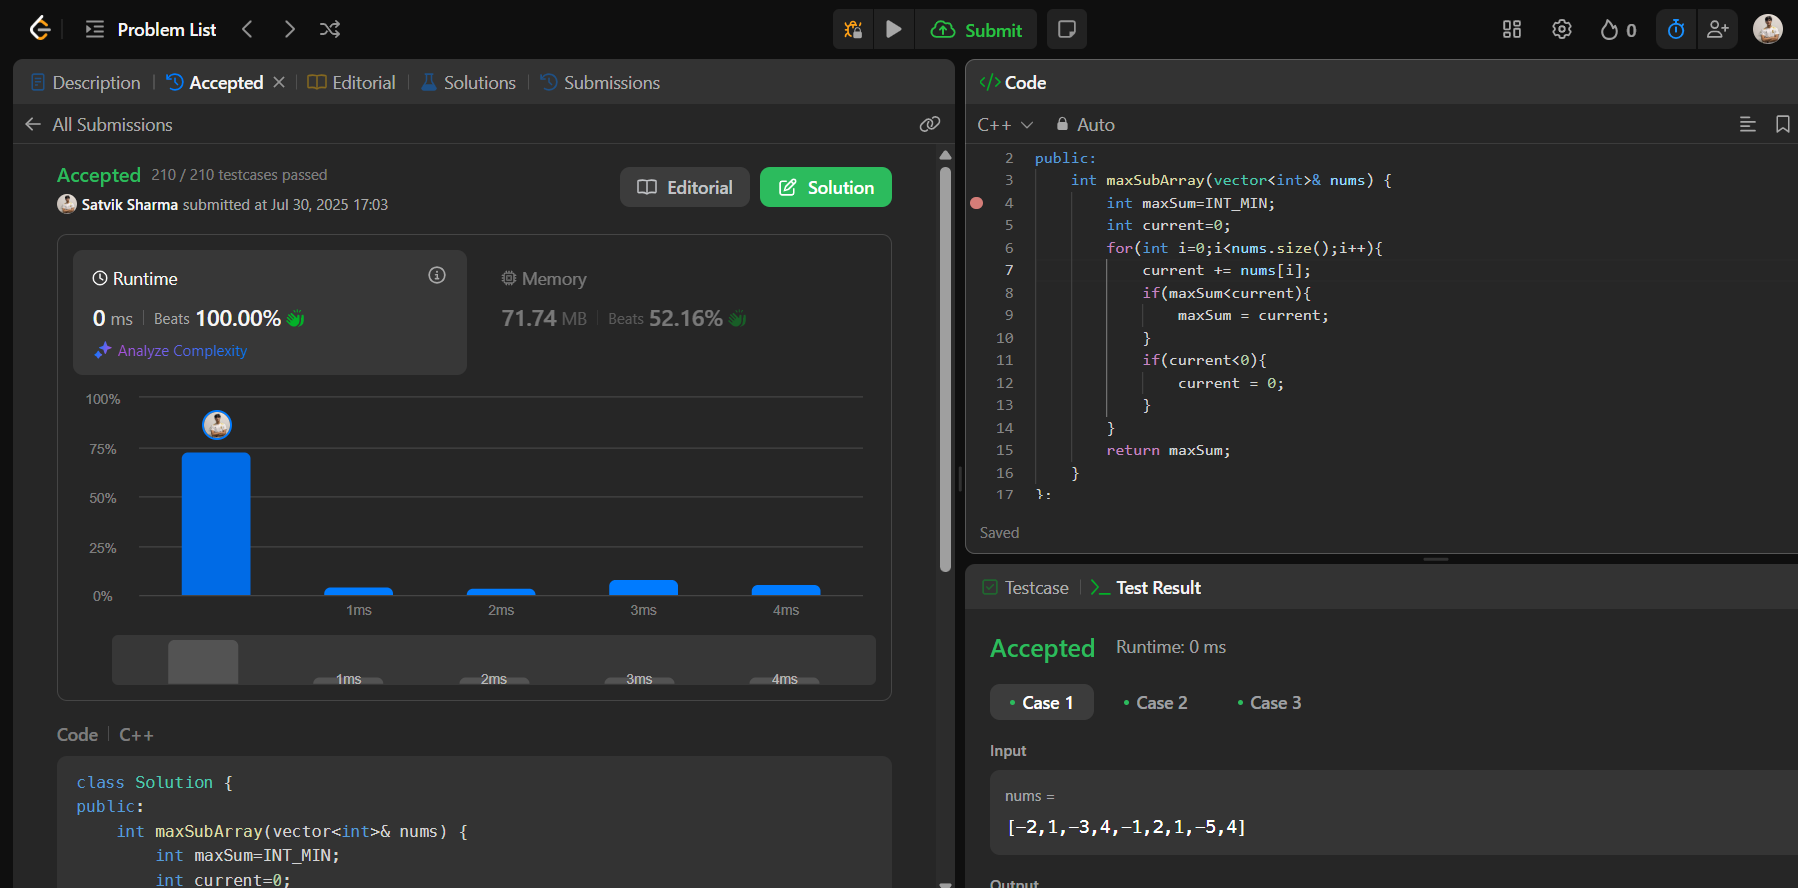 Problem List
Submit
0
Description
Accepted
Editorial
Solutions
Submissions
All Submissions
Accepted 210 / 210 testcases passed
Satvik Sharma submitted at Jul 30, 2025 17:03
Editorial
Solution
Runtime
0 ms | Beats 100.00%
Analyze Complexity
Memory
71.74 MB | Beats 52.16%
100%
75%
50%
25%
0%
1ms
2ms
3ms
4ms
1ms
2ms
3ms
4ms
Code | C++
class Solution {
public:
    int maxSubArray(vector<int>& nums) {
        int maxSum=INT_MIN;
        int current=0;
</> Code
C++
Auto
2 public:
3     int maxSubArray(vector<int>& nums) {
4         int maxSum=INT_MIN;
5         int current=0;
6         for(int i=0;i<nums.size();i++){
7             current += nums[i];
8             if(maxSum<current){
9                 maxSum = current;
10             }
11             if(current<0){
12                 current = 0;
13             }
14         }
15         return maxSum;
16     }
17 };
Saved
Testcase
Test Result
Accepted Runtime: 0 ms
Case 1
Case 2
Case 3
Input
nums =
[-2,1,-3,4,-1,2,1,-5,4]
Output